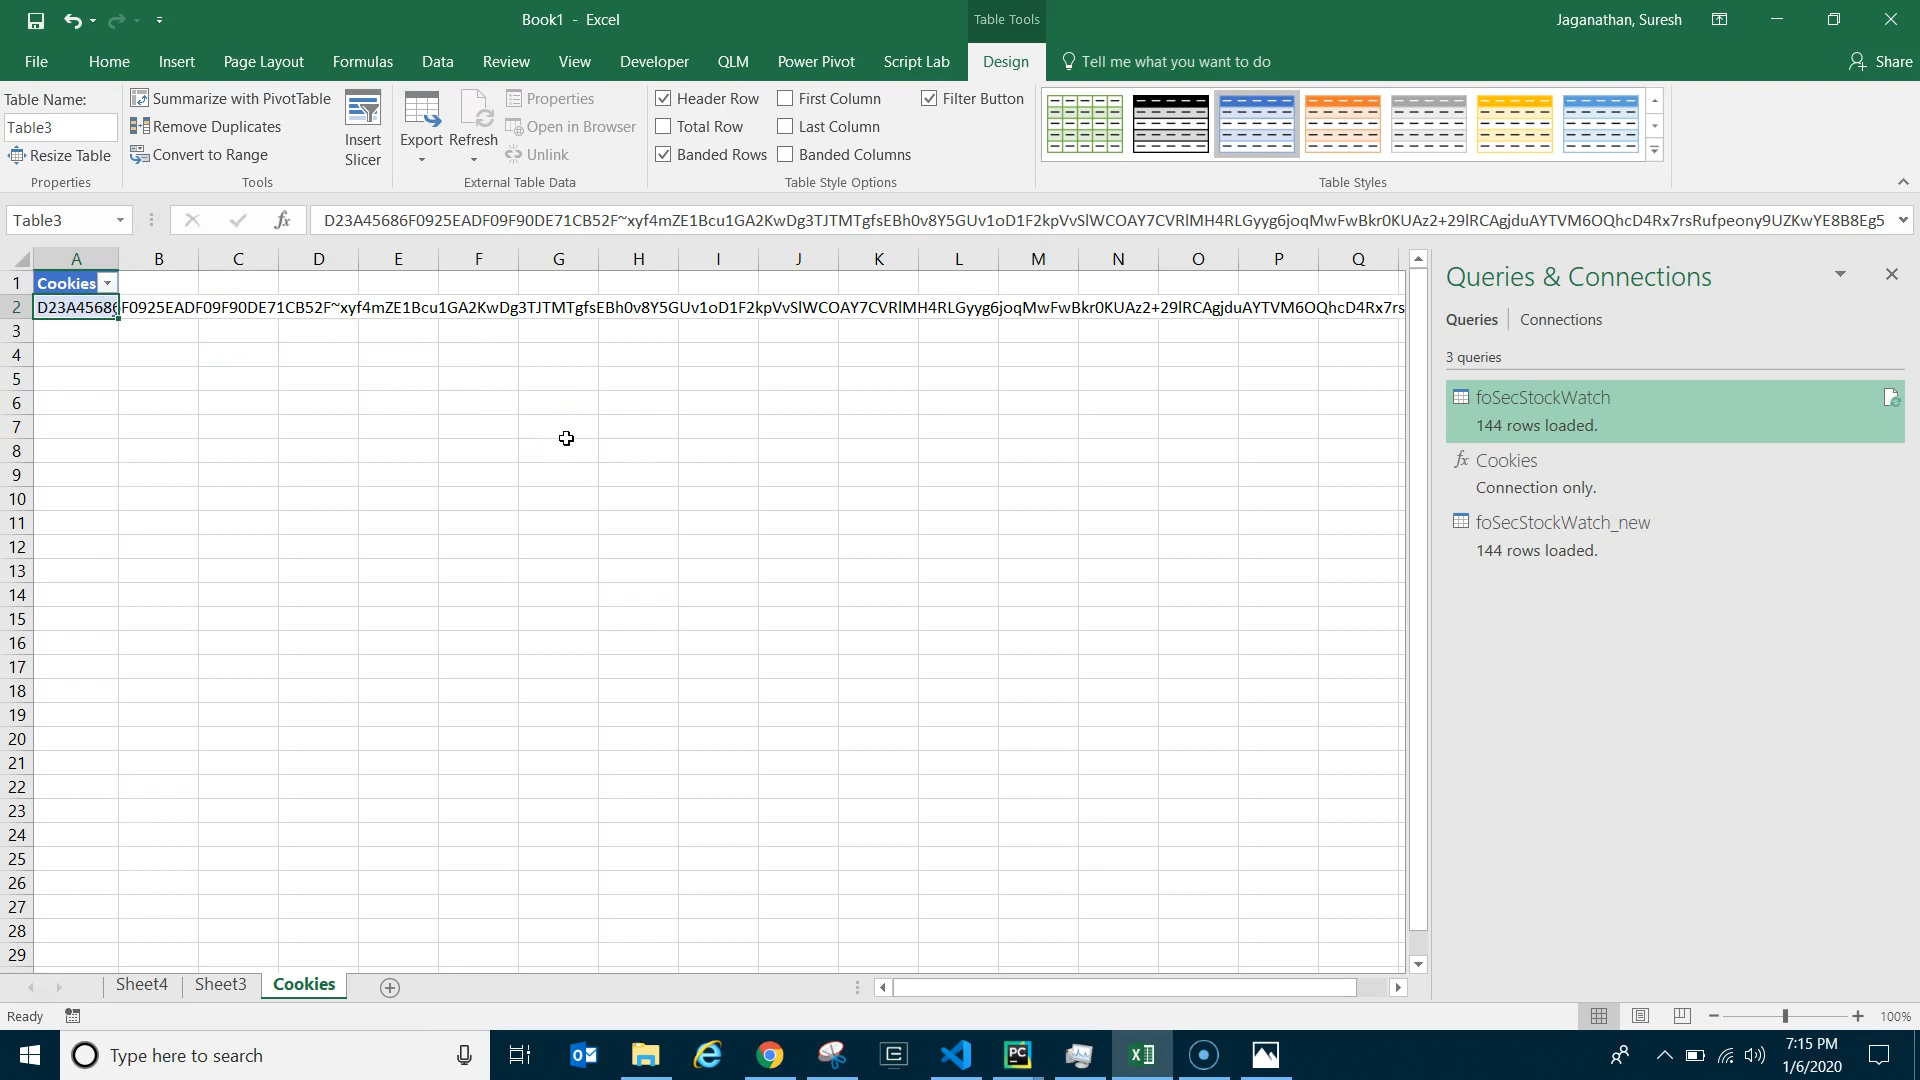 Book1 - Excel
Table Tools
Jaganathan, Suresh
File Home Insert Page Layout Formulas Data Review View Developer QLM Power Pivot Script Lab Design Tell me what you want to do Share
Table Name:
Table3
Resize Table
Properties
Summarize with PivotTable
Remove Duplicates
Convert to Range
Tools
Insert Slicer
Export
Refresh
Properties
Open in Browser
Unlink
External Table Data
Header Row
Total Row
Banded Rows
First Column
Last Column
Banded Columns
Filter Button
Table Style Options
Table Styles
Table3
fx
D23A45686F0925EADF09F90DE71CB52F~xyf4mZE1Bcu1GA2KwDg3TJTMTgfsEBh0v8Y5GUv1oD1F2kpVvSlWCOAY7CVRlMH4RLGyyg6joqMwFwBkr0KUAz2+29lRCAgjduAYTVM6OQhcD4Rx7rsRufpeony9UZKwYE8B8Eg5
A B C D E F G H I J K L M N O P Q
1 Cookies
2 D23A45686F0925EADF09F90DE71CB52F~xyf4mZE1Bcu1GA2KwDg3TJTMTgfsEBh0v8Y5GUv1oD1F2kpVvSlWCOAY7CVRlMH4RLGyyg6joqMwFwBkr0KUAz2+29lRCAgjduAYTVM6OQhcD4Rx7rs
3
4
5
6
7
8
9
10
11
12
13
14
15
16
17
18
19
20
21
22
23
24
25
26
27
28
29
Queries & Connections
Queries Connections
3 queries
foSecStockWatch
144 rows loaded.
fx Cookies
Connection only.
foSecStockWatch_new
144 rows loaded.
Sheet4 Sheet3 Cookies
Ready
100%
Type here to search
7:15 PM
1/6/2020